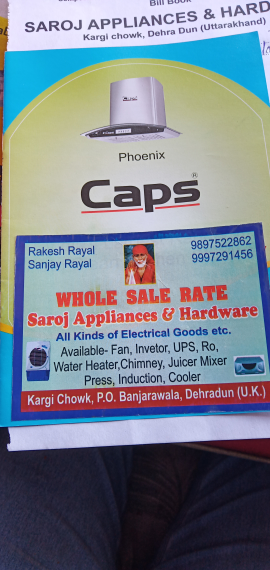 Bill Book
SAROJ APPLIANCES & HARD
Kargi chowk, Dehra Dun (Uttarakhand)
Phoenix
Caps®
Rakesh Rayal 9897522862
Sanjay Rayal 9997291456
WHOLE SALE RATE
Saroj Appliances & Hardware
All Kinds of Electrical Goods etc.
Available- Fan, Invetor, UPS, Ro,
Water Heater,Chimney, Juicer Mixer
Press, Induction, Cooler
Kargi Chowk, P.O. Banjarawala, Dehradun (U.K.)